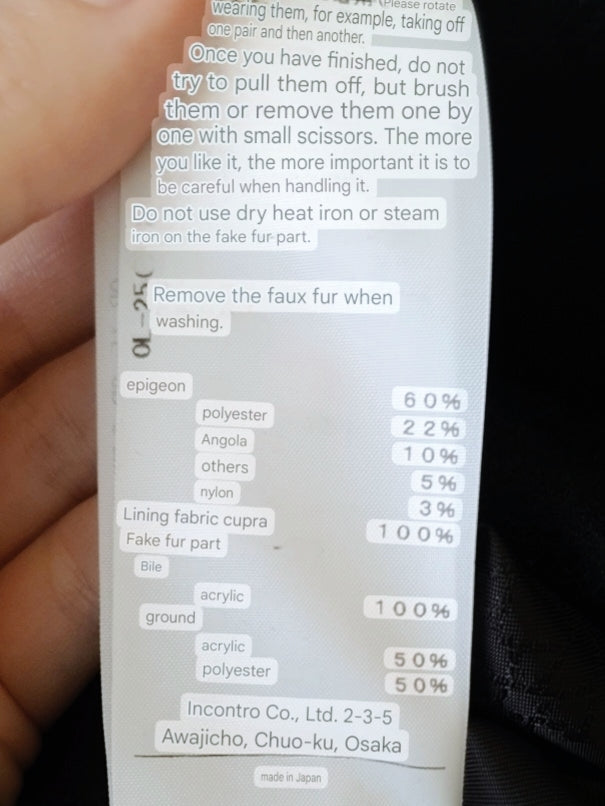 (Please rotate
wearing them, for example, taking off
one pair and then another.
Once you have finished, do not
try to pull them off, but brush
them or remove them one by
one with small scissors. The more
you like it, the more important it is to
be careful when handling it.
Do not use dry heat iron or steam
iron on the fake fur part.
OL-25(
Remove the faux fur when
washing.
epigeon 60%
polyester 22%
Angola 10%
others 5%
nylon 3%
Lining fabric cupra 100%
Fake fur part
Bile
acrylic 100%
ground
acrylic 50%
polyester 50%
Incontro Co., Ltd. 2-3-5
Awajicho, Chuo-ku, Osaka
made in Japan